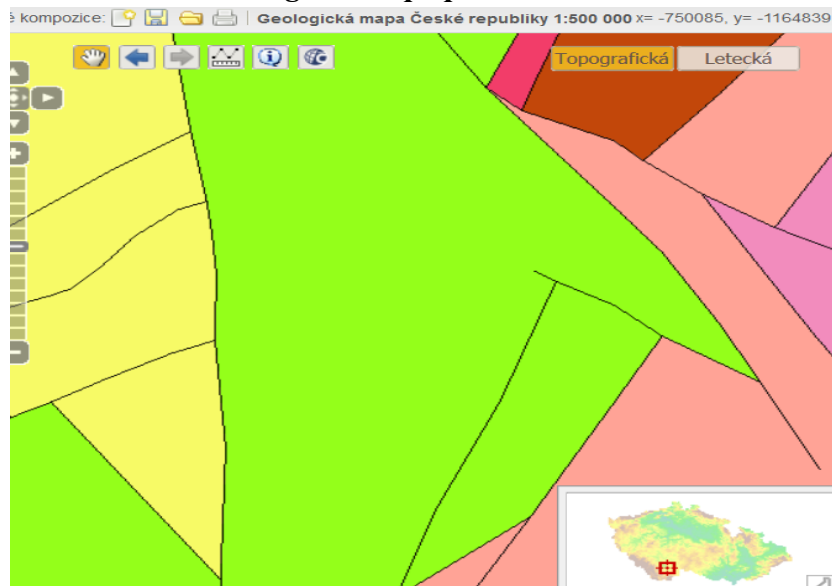 é kompozice: Geologická mapa České republiky 1:500 000 x= -750085, y= -1164839
Topografická Letecká